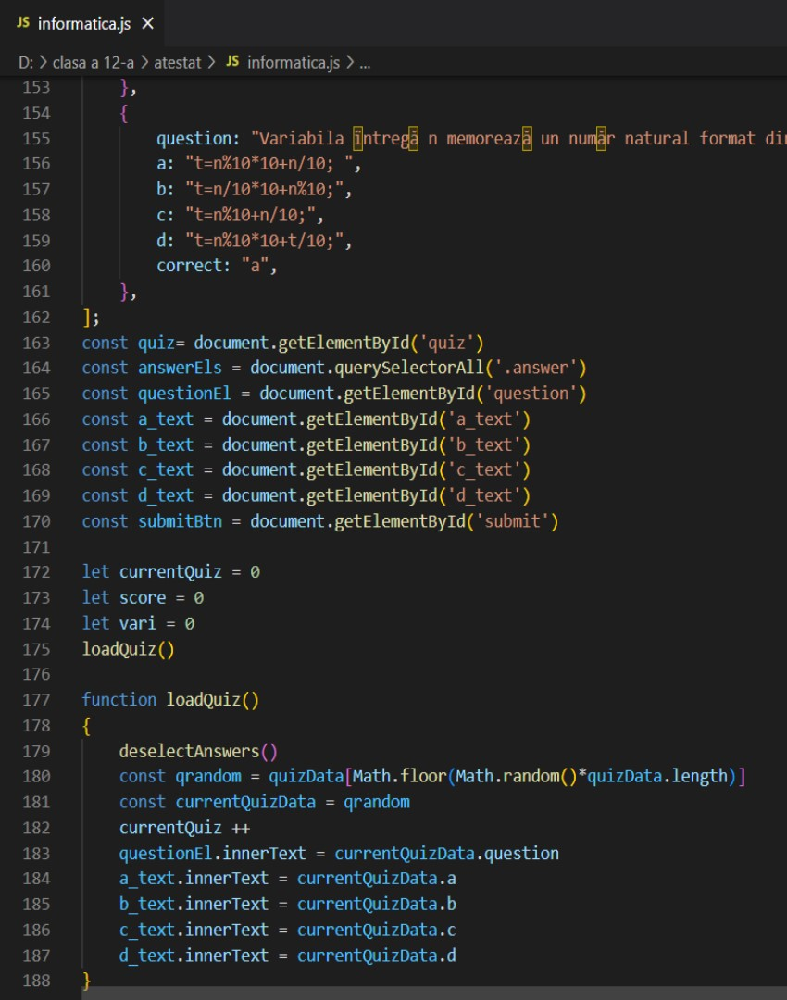 JS informatica.js ×
D: > clasa a 12-a > atestat > JS informatica.js > ...
153 },
154 {
155 question: "Variabila întregă n memorează un număr natural format din
156 a: "t=n%10*10+n/10; ",
157 b: "t=n/10*10+n%10;",
158 c: "t=n%10+n/10;",
159 d: "t=n%10*10+t/10;",
160 correct: "a",
161 },
162 ];
163 const quiz= document.getElementById('quiz')
164 const answerEls = document.querySelectorAll('.answer')
165 const questionEl = document.getElementById('question')
166 const a_text = document.getElementById('a_text')
167 const b_text = document.getElementById('b_text')
168 const c_text = document.getElementById('c_text')
169 const d_text = document.getElementById('d_text')
170 const submitBtn = document.getElementById('submit')
171
172 let currentQuiz = 0
173 let score = 0
174 let vari = 0
175 loadQuiz()
176
177 function loadQuiz()
178 {
179 deselectAnswers()
180 const qrandom = quizData[Math.floor(Math.random()*quizData.length)]
181 const currentQuizData = qrandom
182 currentQuiz ++
183 questionEl.innerText = currentQuizData.question
184 a_text.innerText = currentQuizData.a
185 b_text.innerText = currentQuizData.b
186 c_text.innerText = currentQuizData.c
187 d_text.innerText = currentQuizData.d
188 }